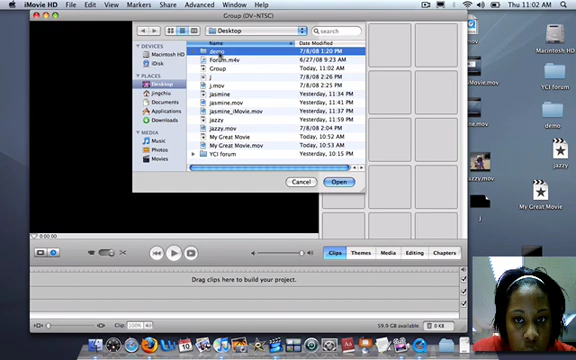 iMovie HD File Edit View Markers Share Advanced Window Help 11:02 AM
Group (DV-NTSC)
Desktop search
Name Date Modified
DEVICES
Macintosh HD
iDisk
PLACES
Desktop
jingchiu
Documents
Applications
Downloads
MEDIA
Music
Photos
Movies
demo 7/8/08 1:20 PM
Forum.m4v 6/27/08 9:23 AM
Group Today, 11:02 AM
j 7/8/08 2:26 PM
j.mov 7/8/08 2:25 PM
jasmine Yesterday, 11:34 PM
jasmine.mov Yesterday, 11:41 PM
jasmine_iMovie.mov Yesterday, 11:37 PM
jazzy Yesterday, 11:59 PM
jazzy.mov 7/8/08 2:04 PM
My Great Movie Today, 10:52 AM
My Great Movie.mov Today, 10:53 AM
YCI forum Yesterday, 10:15 PM
Cancel Open
Macintosh HD
YCI forum
demo
jazzy
jazzy.mov
My Great Movie
j
0:00:00
Clips Themes Media Editing Chapters
Drag clips here to build your project.
Clip: 59.0 GB available 0 KB